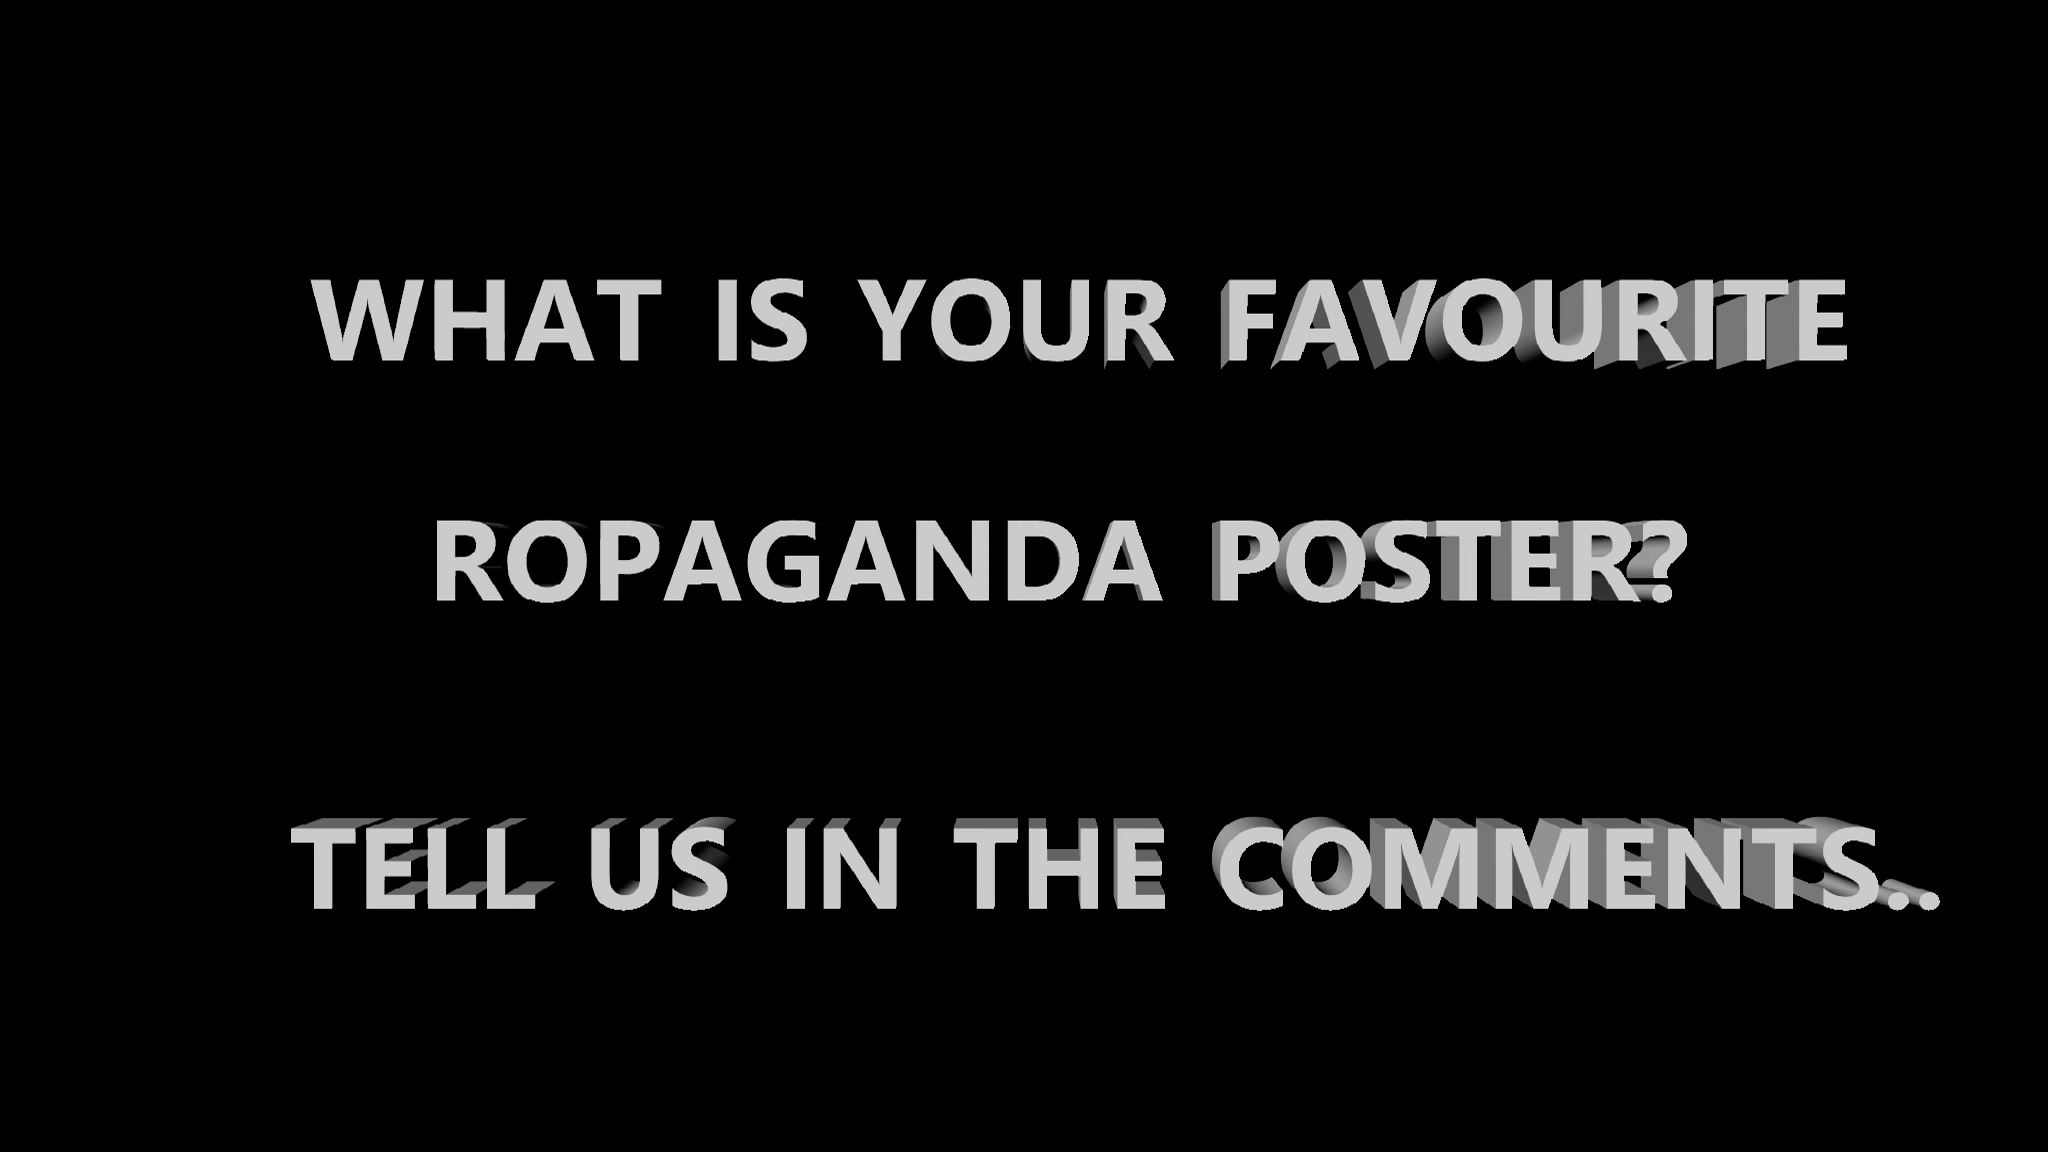 WHAT IS YOUR FAVOURITE
ROPAGANDA POSTER?
TELL US IN THE COMMENTS..